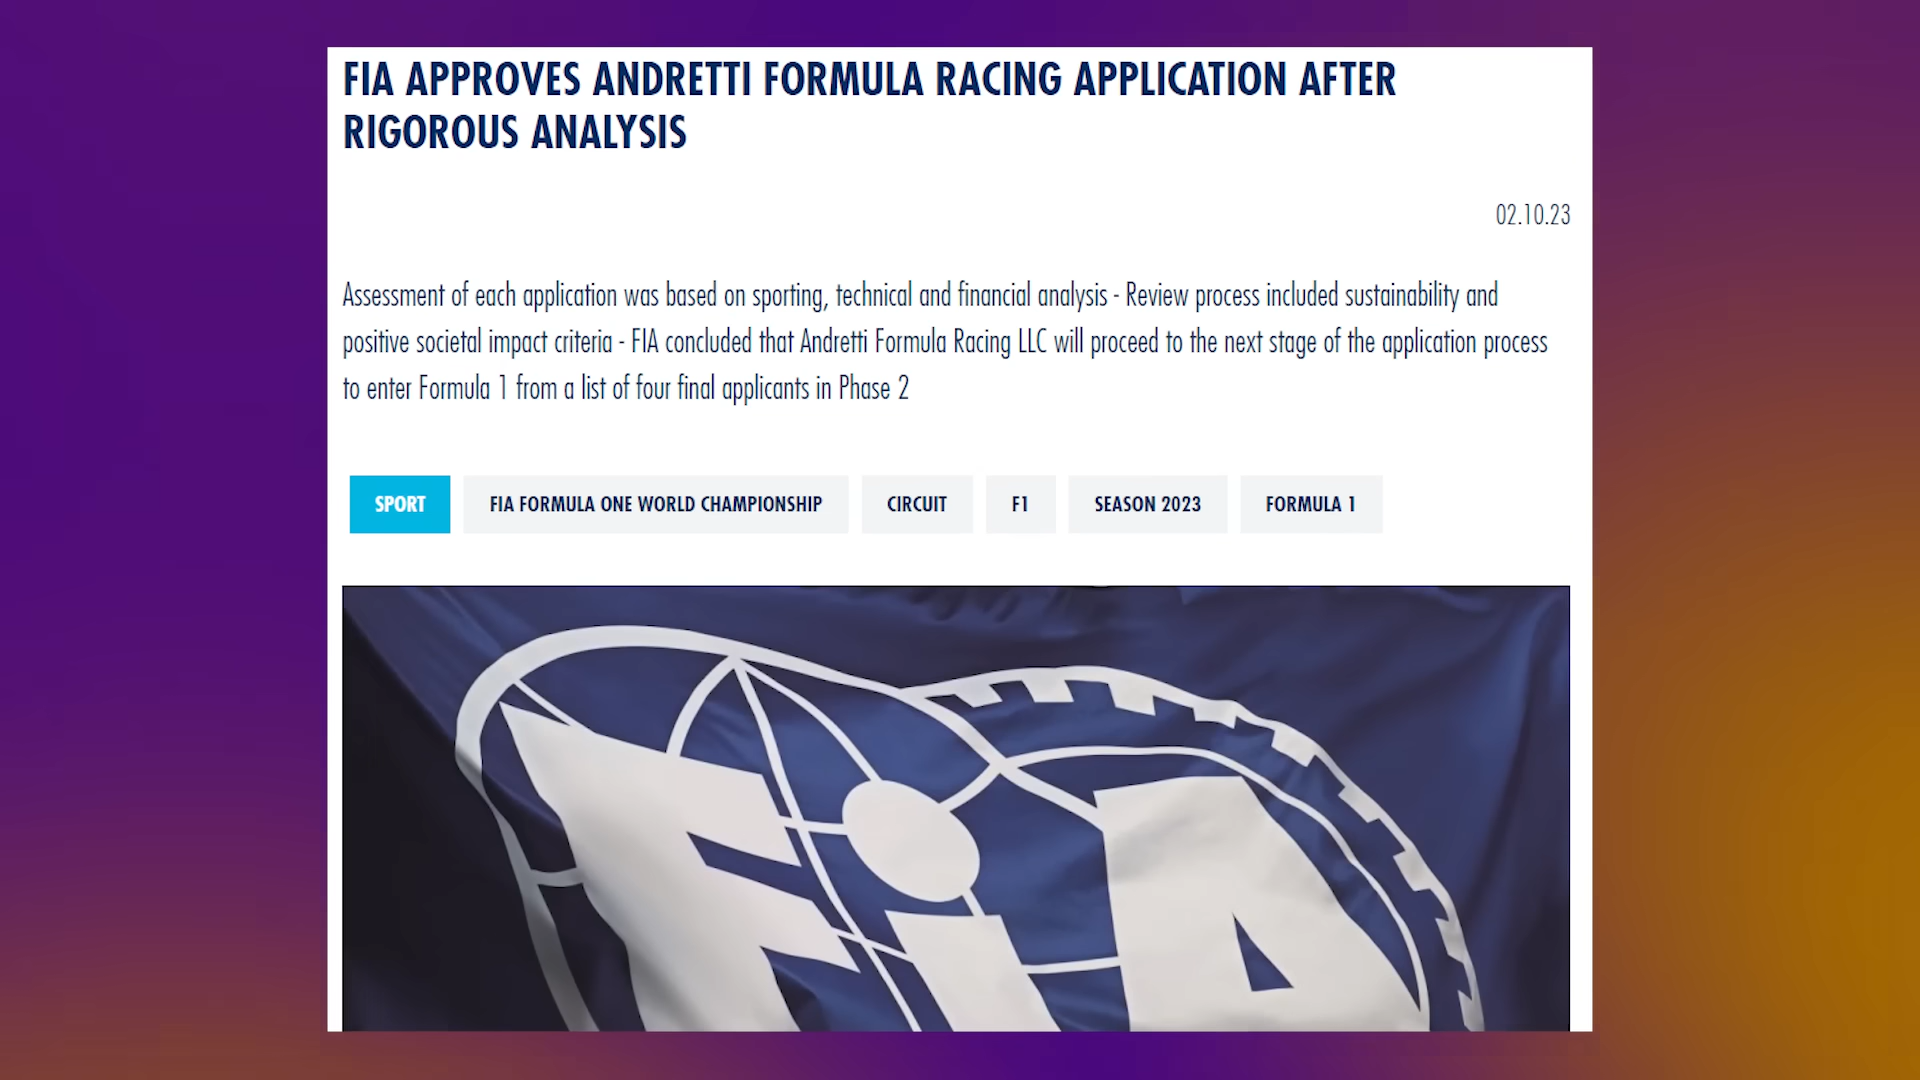 FIA APPROVES ANDRETTI FORMULA RACING APPLICATION AFTER
RIGOROUS ANALYSIS
02.10.23
Assessment of each application was based on sporting, technical and financial analysis - Review process included sustainability and
positive societal impact criteria - FIA concluded that Andretti Formula Racing LLC will proceed to the next stage of the application process
to enter Formula 1 from a list of four final applicants in Phase 2
SPORT
FIA FORMULA ONE WORLD CHAMPIONSHIP
CIRCUIT
F1
SEASON 2023
FORMULA 1
FiA